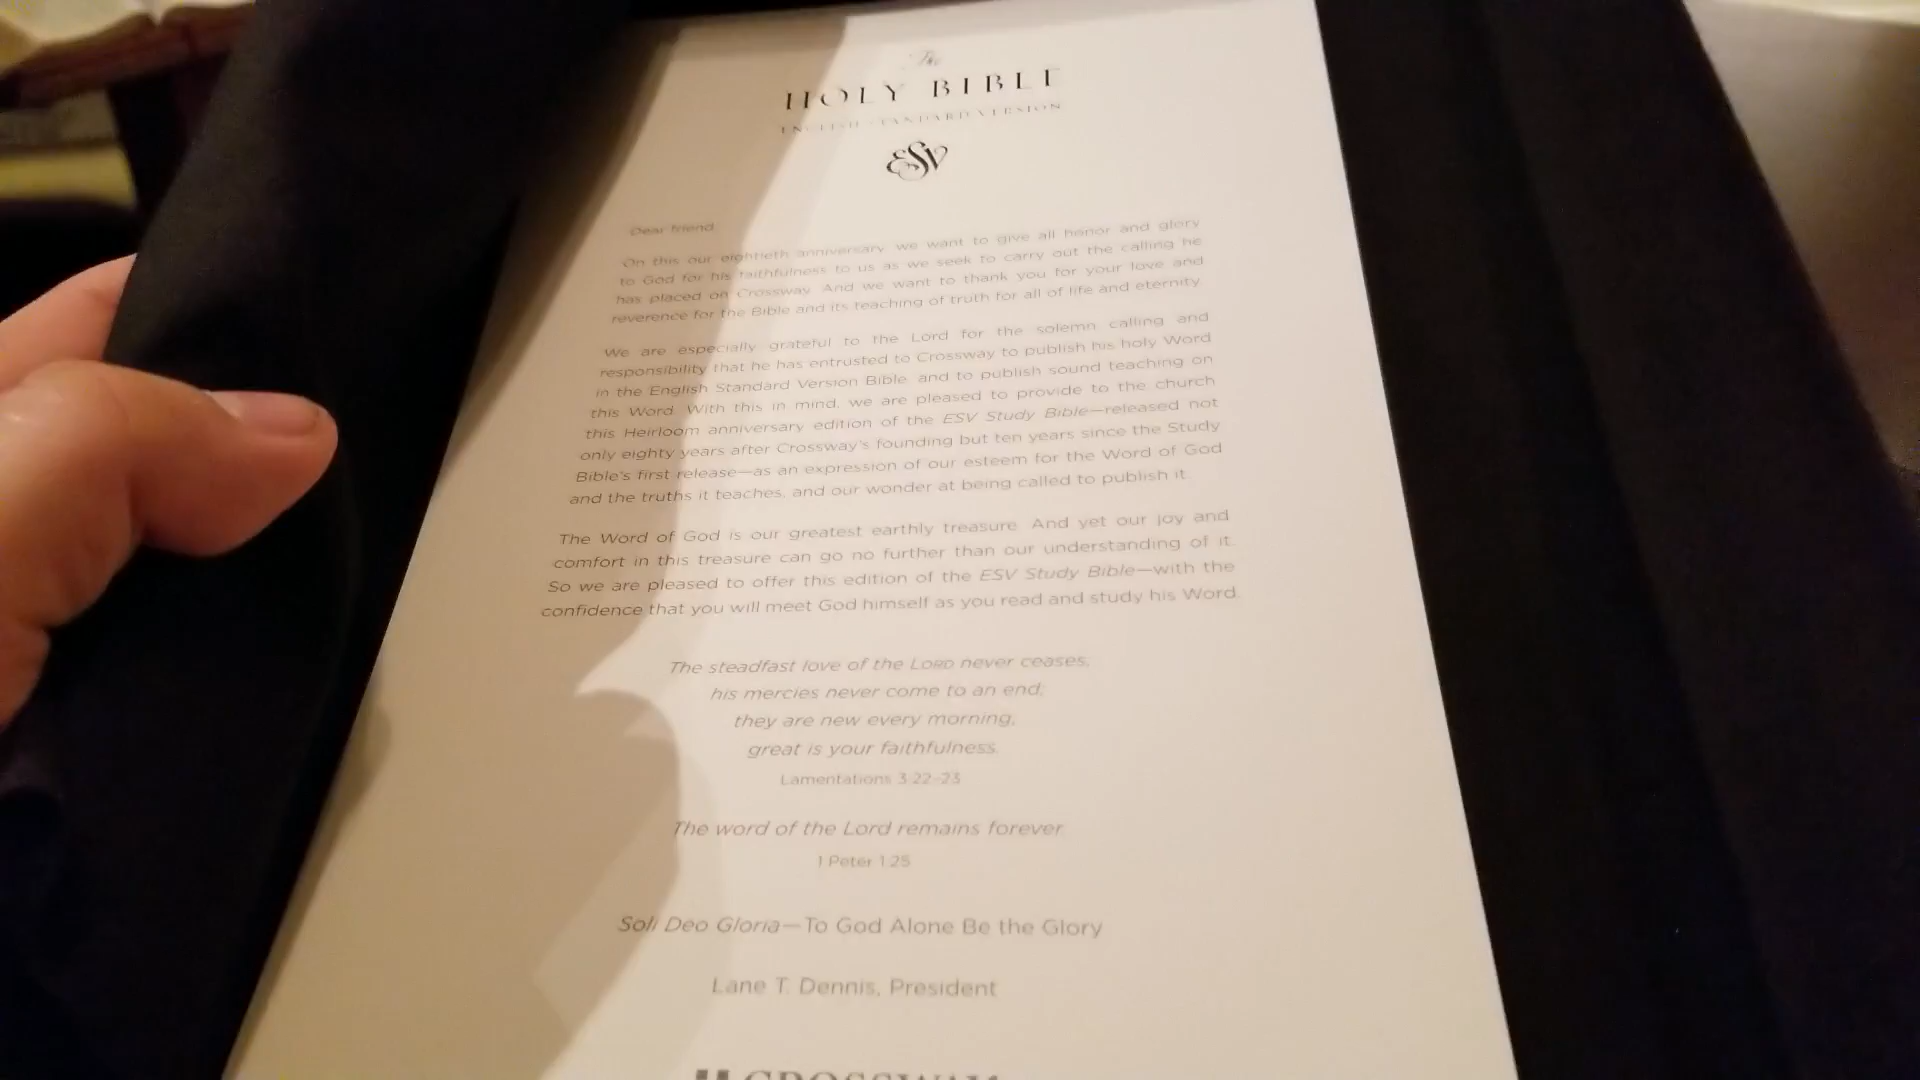 The
HOLY BIBLE
ENGLISH STANDARD VERSION
ESV
Dear friend
On this our eightieth anniversary we want to give all honor and glory
to God for his faithfulness to us as we seek to carry out the calling he
has placed on Crossway. And we want to thank you for your love and
reverence for the Bible and its teaching of truth for all of life and eternity.
We are especially grateful to the Lord for the solemn calling and
responsibility that he has entrusted to Crossway to publish his holy Word
in the English Standard Version Bible and to publish sound teaching on
this Word. With this in mind, we are pleased to provide to the church
this Heirloom anniversary edition of the ESV Study Bible—released not
only eighty years after Crossway's founding but ten years since the Study
Bible's first release—as an expression of our esteem for the Word of God
and the truths it teaches, and our wonder at being called to publish it.
The Word of God is our greatest earthly treasure. And yet our joy and
comfort in this treasure can go no further than our understanding of it.
So we are pleased to offer this edition of the ESV Study Bible—with the
confidence that you will meet God himself as you read and study his Word.
The steadfast love of the LORD never ceases;
his mercies never come to an end;
they are new every morning;
great is your faithfulness.
Lamentations 3:22–23
The word of the Lord remains forever.
1 Peter 1:25
Soli Deo Gloria—To God Alone Be the Glory
Lane T. Dennis, President
CROSSWAY